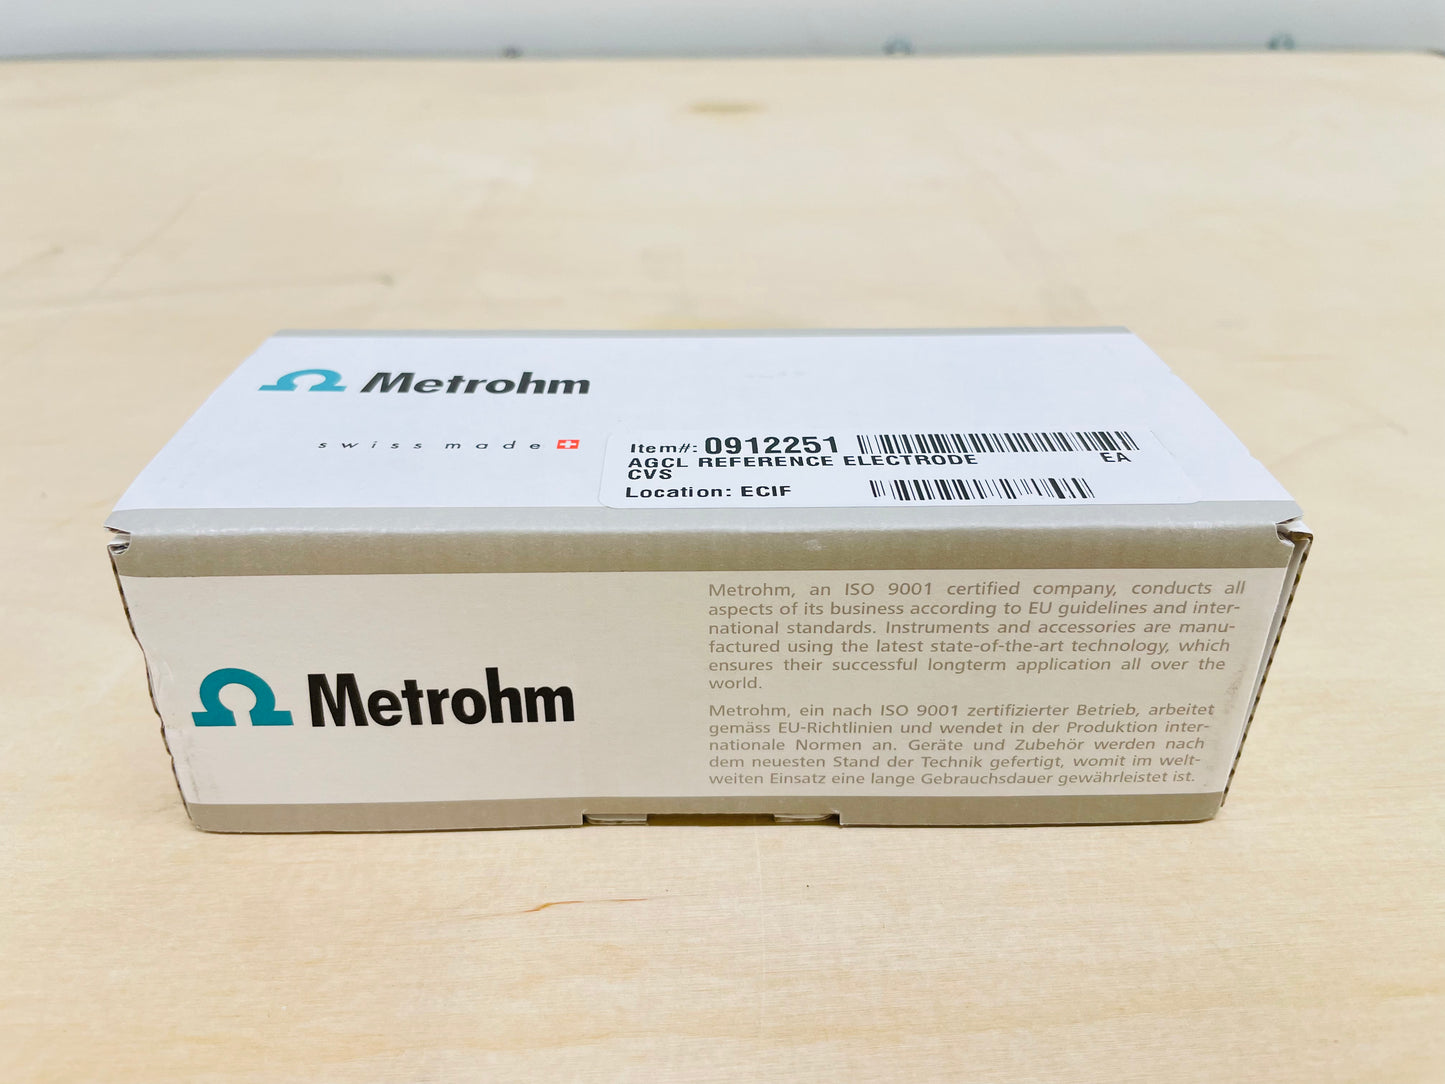 Metrohm
swiss made
Item#: 0912251
AGCL REFERENCE ELECTRODE EA
CVS
Location: ECIF
Metrohm
Metrohm, an ISO 9001 certified company, conducts all
aspects of its business according to EU guidelines and inter-
national standards. Instruments and accessories are manu-
factured using the latest state-of-the-art technology, which
ensures their successful longterm application all over the
world.
Metrohm, ein nach ISO 9001 zertifizierter Betrieb, arbeitet
gemäss EU-Richtlinien und wendet in der Produktion inter-
nationale Normen an. Geräte und Zubehör werden nach
dem neuesten Stand der Technik gefertigt, womit im welt-
weiten Einsatz eine lange Gebrauchsdauer gewährleistet ist.